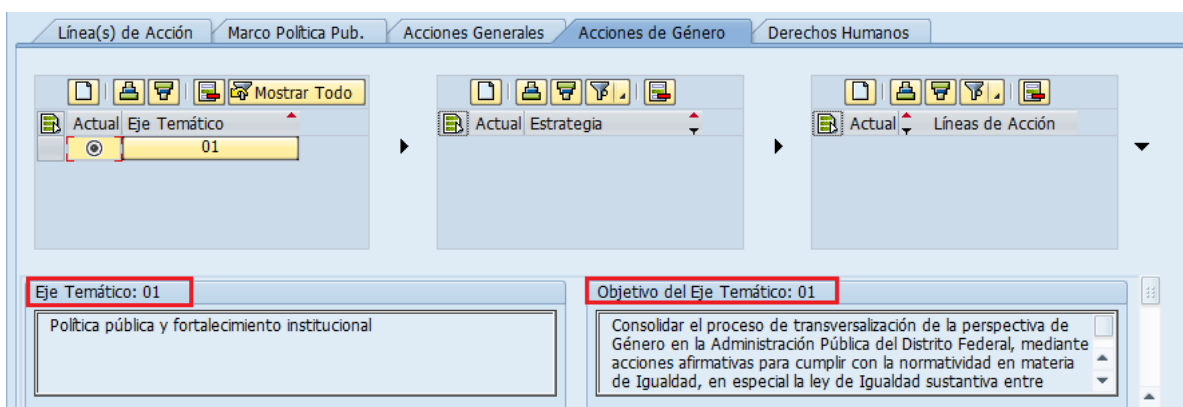 Línea(s) de Acción Marco Política Pub. Acciones Generales Acciones de Género Derechos Humanos
Mostrar Todo
Actual Eje Temático
01
Actual Estrategia
Actual Líneas de Acción
Eje Temático: 01
Política pública y fortalecimiento institucional
Objetivo del Eje Temático: 01
Consolidar el proceso de transversalización de la perspectiva de
Género en la Administración Pública del Distrito Federal, mediante
acciones afirmativas para cumplir con la normatividad en materia
de Igualdad, en especial la ley de Igualdad sustantiva entre